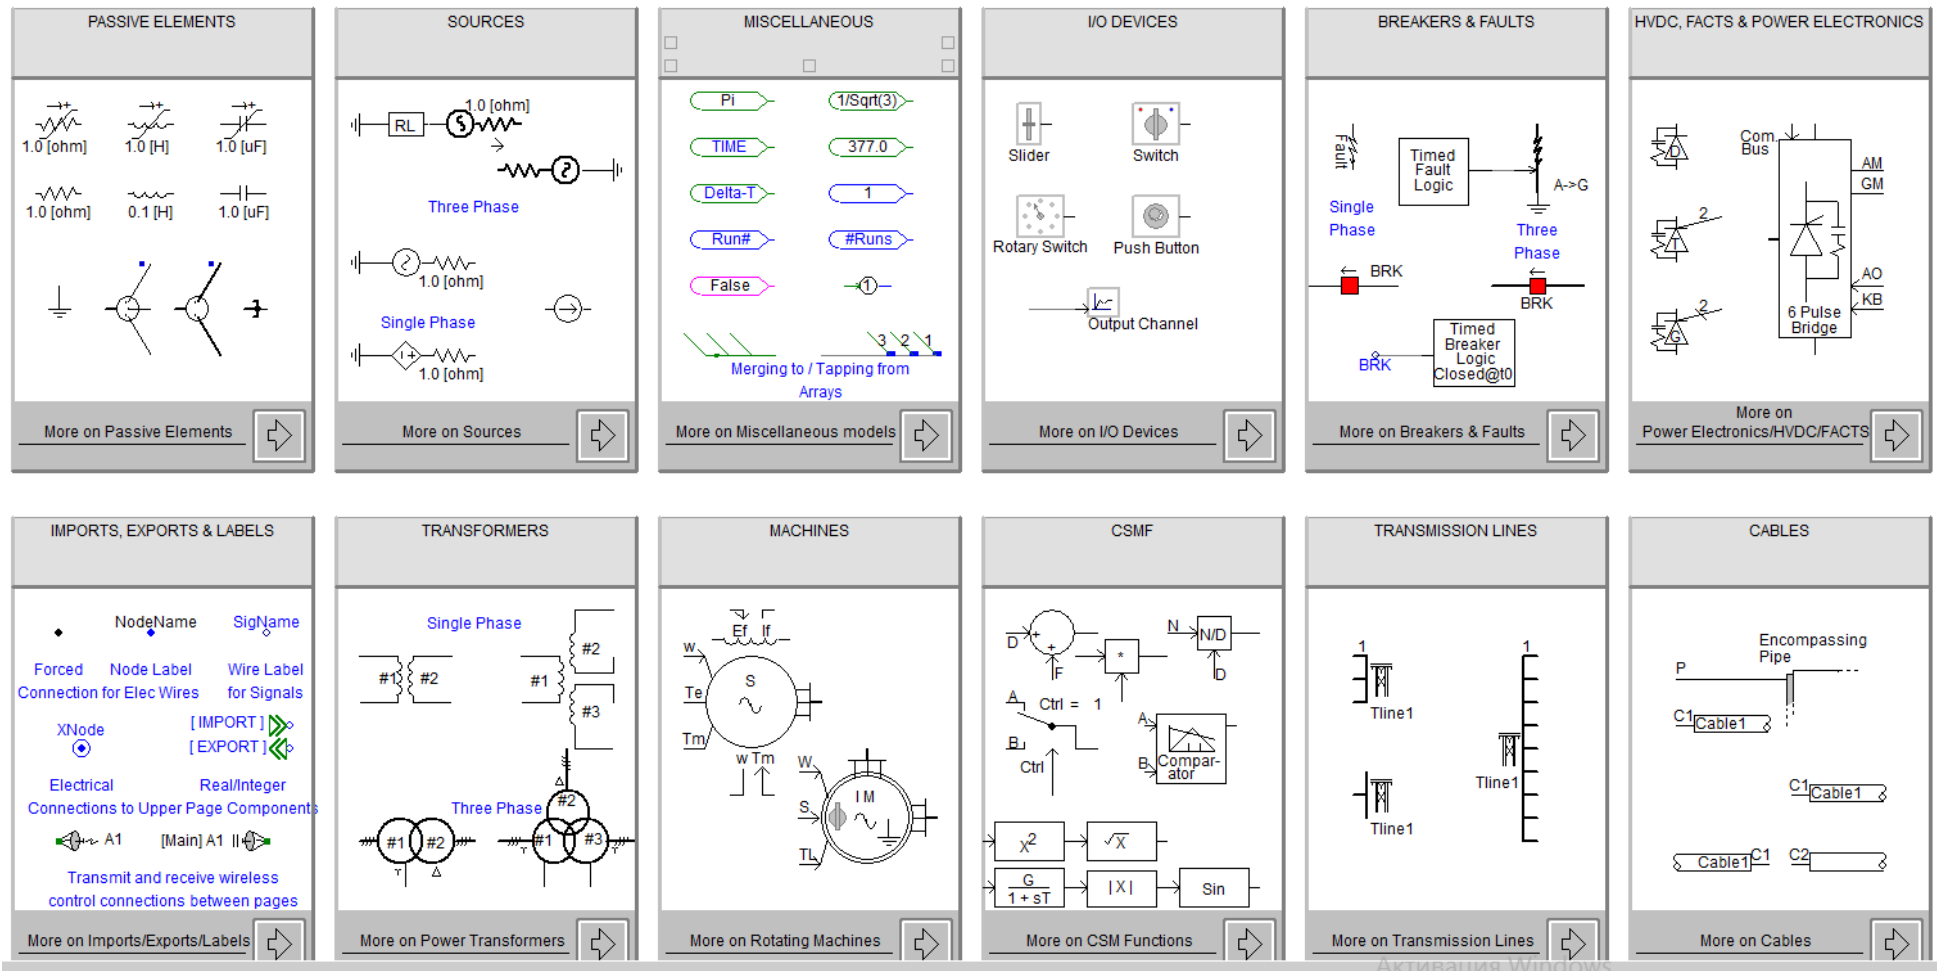 PASSIVE ELEMENTS
1.0 [ohm]
1.0 [H]
1.0 [uF]
1.0 [ohm]
0.1 [H]
1.0 [uF]
More on Passive Elements
SOURCES
1.0 [ohm]
RL
Three Phase
1.0 [ohm]
Single Phase
1.0 [ohm]
More on Sources
MISCELLANEOUS
Pi
1/Sqrt(3)
TIME
377.0
Delta-T
1
Run#
#Runs
False
1
3 2 1
Merging to / Tapping from
Arrays
More on Miscellaneous models
I/O DEVICES
Slider
Switch
Rotary Switch
Push Button
Output Channel
More on I/O Devices
BREAKERS & FAULTS
Fault
Timed
Fault
Logic
A->G
Single
Phase
Three
Phase
BRK
BRK
Timed
Breaker
Logic
Closed@t0
BRK
More on Breakers & Faults
HVDC, FACTS & POWER ELECTRONICS
D
2
T
2
G
Com.
Bus
AM
GM
AO
KB
6 Pulse
Bridge
More on
Power Electronics/HVDC/FACTS
IMPORTS, EXPORTS & LABELS
NodeName
SigName
Forced
Node Label
Wire Label
Connection
for Elec Wires
for Signals
XNode
[ IMPORT ]
[ EXPORT ]
Electrical
Real/Integer
Connections to Upper Page Components
A1
[Main] A1
Transmit and receive wireless
control connections between pages
More on Imports/Exports/Labels
TRANSFORMERS
Single Phase
#1
#2
#1
#2
#3
Three Phase
#2
#1
#2
#1
#3
More on Power Transformers
MACHINES
Ef
If
w
S
Te
Tm
w Tm
W
I M
S
TL
More on Rotating Machines
CSMF
D
+
+
F
*
N
N/D
D
A
Ctrl = 1
B
Ctrl
A
B
Compar-
ator
X2
√X
G
1 + sT
|X|
Sin
More on CSM Functions
TRANSMISSION LINES
1
1
Tline1
Tline1
Tline1
More on Transmission Lines
CABLES
Encompassing
Pipe
P
C1
Cable1
C1
Cable1
Cable1
C1
C2
More on Cables
Активация Windows